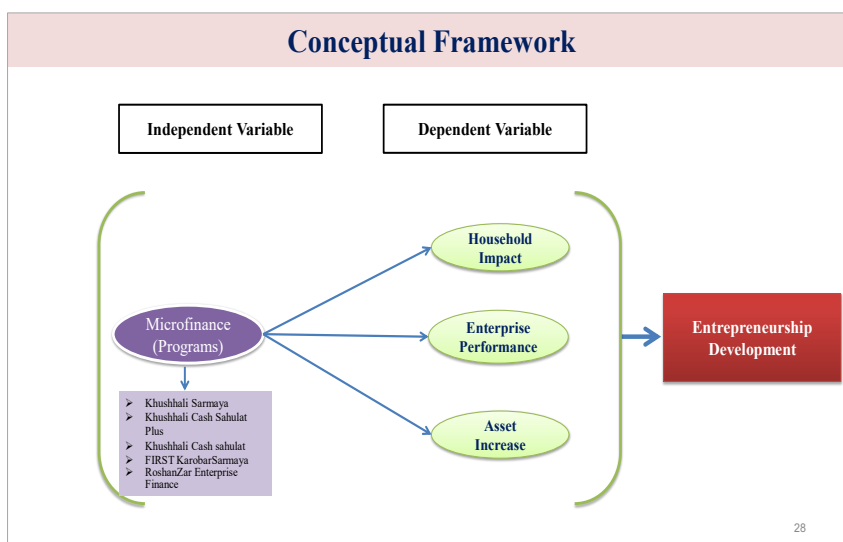 Conceptual Framework
Independent Variable
Dependent Variable
Household
Impact
Microfinance
(Programs)
Enterprise
Performance
Entrepreneurship
Development
➢ Khushhali Sarmaya
➢ Khushhali Cash Sahulat
Plus
➢ Khushhali Cash sahulat
➢ FIRST KarobarSarmaya
➢ RoshanZar Enterprise
Finance
Asset
Increase
28